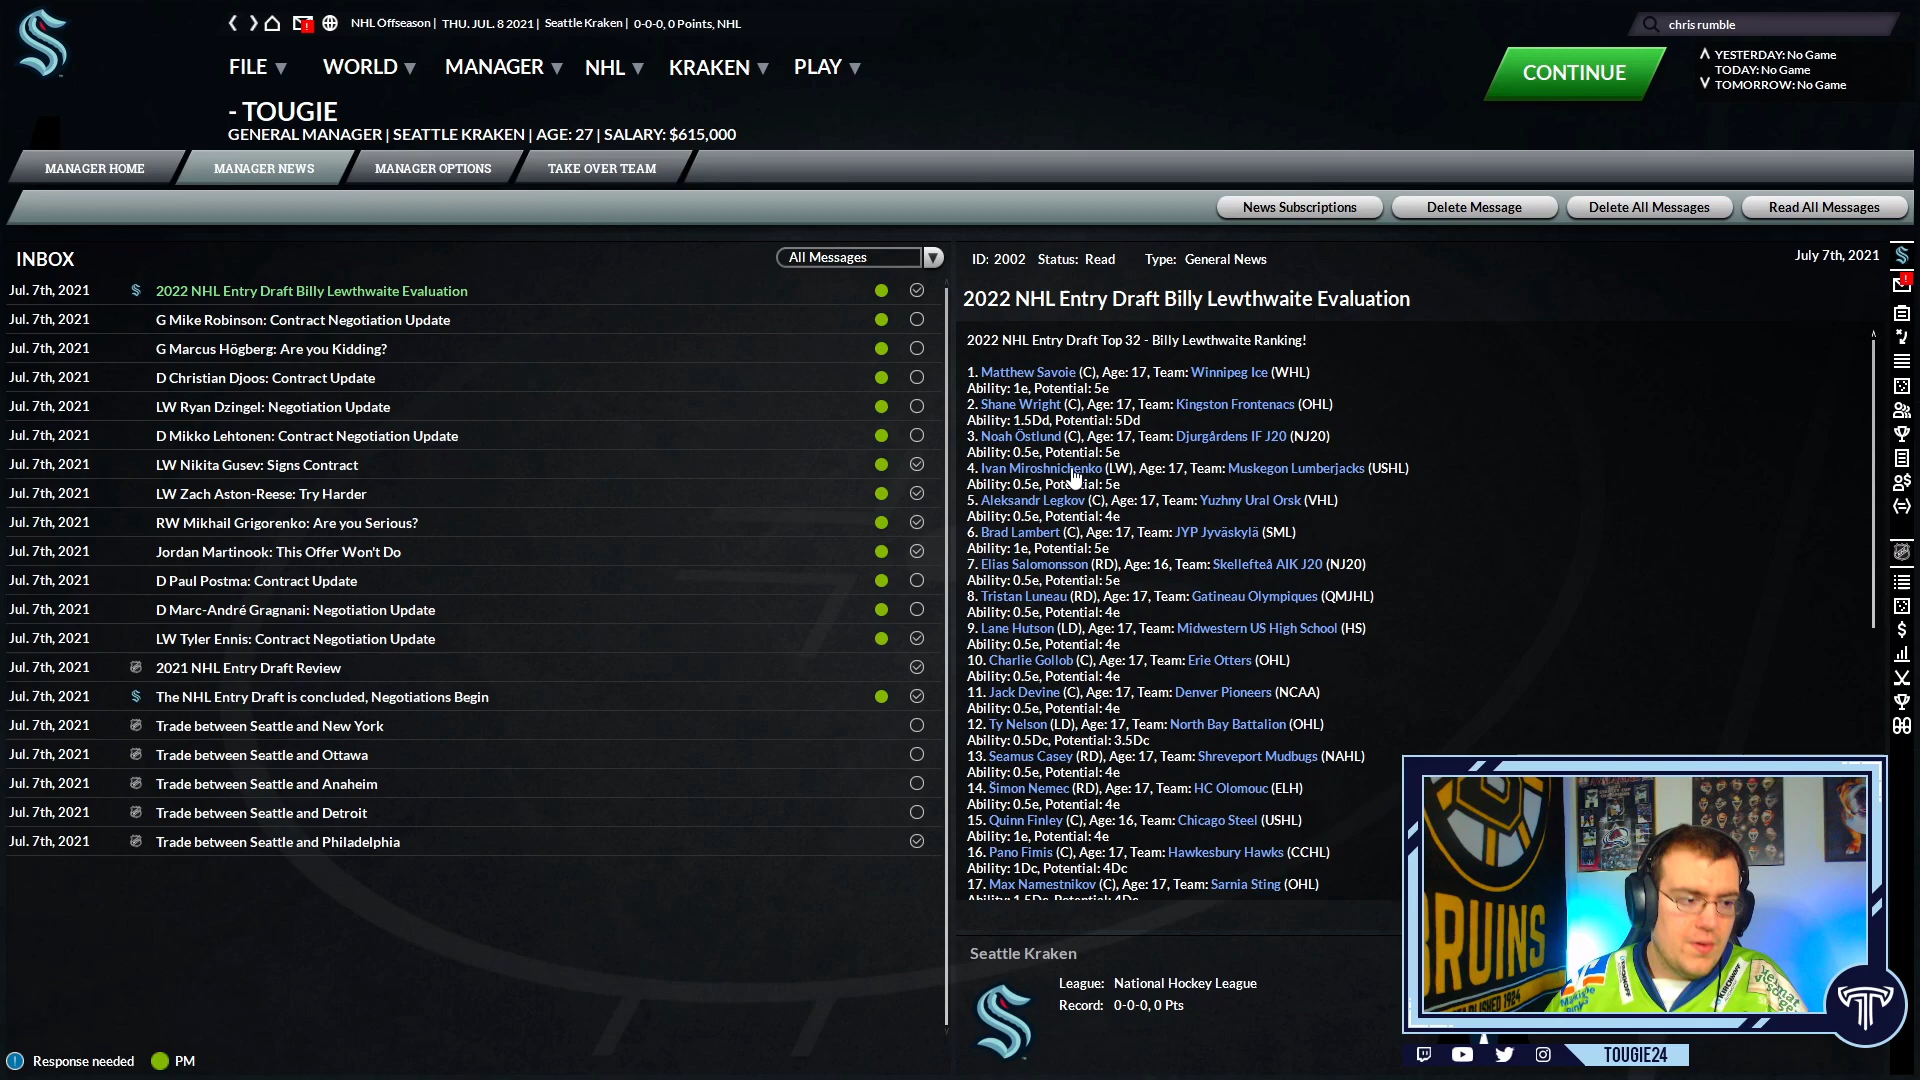 NHL Offseason | THU. JUL. 8 2021 | Seattle Kraken | 0-0-0, 0 Points, NHL
chris rumble
FILE WORLD MANAGER NHL KRAKEN PLAY
CONTINUE
YESTERDAY: No Game
TODAY: No Game
TOMORROW: No Game
- TOUGIE
GENERAL MANAGER | SEATTLE KRAKEN | AGE: 27 | SALARY: $615,000
MANAGER HOME MANAGER NEWS MANAGER OPTIONS TAKE OVER TEAM
News Subscriptions Delete Message Delete All Messages Read All Messages
INBOX All Messages
Jul. 7th, 2021 2022 NHL Entry Draft Billy Lewthwaite Evaluation
Jul. 7th, 2021 G Mike Robinson: Contract Negotiation Update
Jul. 7th, 2021 G Marcus Högberg: Are you Kidding?
Jul. 7th, 2021 D Christian Djoos: Contract Update
Jul. 7th, 2021 LW Ryan Dzingel: Negotiation Update
Jul. 7th, 2021 D Mikko Lehtonen: Contract Negotiation Update
Jul. 7th, 2021 LW Nikita Gusev: Signs Contract
Jul. 7th, 2021 LW Zach Aston-Reese: Try Harder
Jul. 7th, 2021 RW Mikhail Grigorenko: Are you Serious?
Jul. 7th, 2021 Jordan Martinook: This Offer Won't Do
Jul. 7th, 2021 D Paul Postma: Contract Update
Jul. 7th, 2021 D Marc-André Gragnani: Negotiation Update
Jul. 7th, 2021 LW Tyler Ennis: Contract Negotiation Update
Jul. 7th, 2021 2021 NHL Entry Draft Review
Jul. 7th, 2021 The NHL Entry Draft is concluded, Negotiations Begin
Jul. 7th, 2021 Trade between Seattle and New York
Jul. 7th, 2021 Trade between Seattle and Ottawa
Jul. 7th, 2021 Trade between Seattle and Anaheim
Jul. 7th, 2021 Trade between Seattle and Detroit
Jul. 7th, 2021 Trade between Seattle and Philadelphia
Response needed PM
ID: 2002 Status: Read Type: General News July 7th, 2021
2022 NHL Entry Draft Billy Lewthwaite Evaluation
2022 NHL Entry Draft Top 32 - Billy Lewthwaite Ranking!
1. Matthew Savoie (C), Age: 17, Team: Winnipeg Ice (WHL)
Ability: 1e, Potential: 5e
2. Shane Wright (C), Age: 17, Team: Kingston Frontenacs (OHL)
Ability: 1.5Dd, Potential: 5Dd
3. Noah Östlund (C), Age: 17, Team: Djurgårdens IF J20 (NJ20)
Ability: 0.5e, Potential: 5e
4. Ivan Miroshnichenko (LW), Age: 17, Team: Muskegon Lumberjacks (USHL)
Ability: 0.5e, Potential: 5e
5. Aleksandr Legkov (C), Age: 17, Team: Yuzhny Ural Orsk (VHL)
Ability: 0.5e, Potential: 4e
6. Brad Lambert (C), Age: 17, Team: JYP Jyväskylä (SML)
Ability: 1e, Potential: 5e
7. Elias Salomonsson (RD), Age: 16, Team: Skellefteå AIK J20 (NJ20)
Ability: 0.5e, Potential: 5e
8. Tristan Luneau (RD), Age: 17, Team: Gatineau Olympiques (QMJHL)
Ability: 0.5e, Potential: 4e
9. Lane Hutson (LD), Age: 17, Team: Midwestern US High School (HS)
Ability: 0.5e, Potential: 4e
10. Charlie Gollob (C), Age: 17, Team: Erie Otters (OHL)
Ability: 0.5e, Potential: 4e
11. Jack Devine (C), Age: 17, Team: Denver Pioneers (NCAA)
Ability: 0.5e, Potential: 4e
12. Ty Nelson (LD), Age: 17, Team: North Bay Battalion (OHL)
Ability: 0.5Dc, Potential: 3.5Dc
13. Seamus Casey (RD), Age: 17, Team: Shreveport Mudbugs (NAHL)
Ability: 0.5e, Potential: 4e
14. Šimon Nemec (RD), Age: 17, Team: HC Olomouc (ELH)
Ability: 0.5e, Potential: 4e
15. Quinn Finley (C), Age: 16, Team: Chicago Steel (USHL)
Ability: 1e, Potential: 4e
16. Pano Fimis (C), Age: 17, Team: Hawkesbury Hawks (CCHL)
Ability: 1Dc, Potential: 4Dc
17. Max Namestnikov (C), Age: 17, Team: Sarnia Sting (OHL)
Ability: 1.5Dc, Potential: 4Dc
Seattle Kraken
League: National Hockey League
Record: 0-0-0, 0 Pts
BRUINS
TOUGIE24